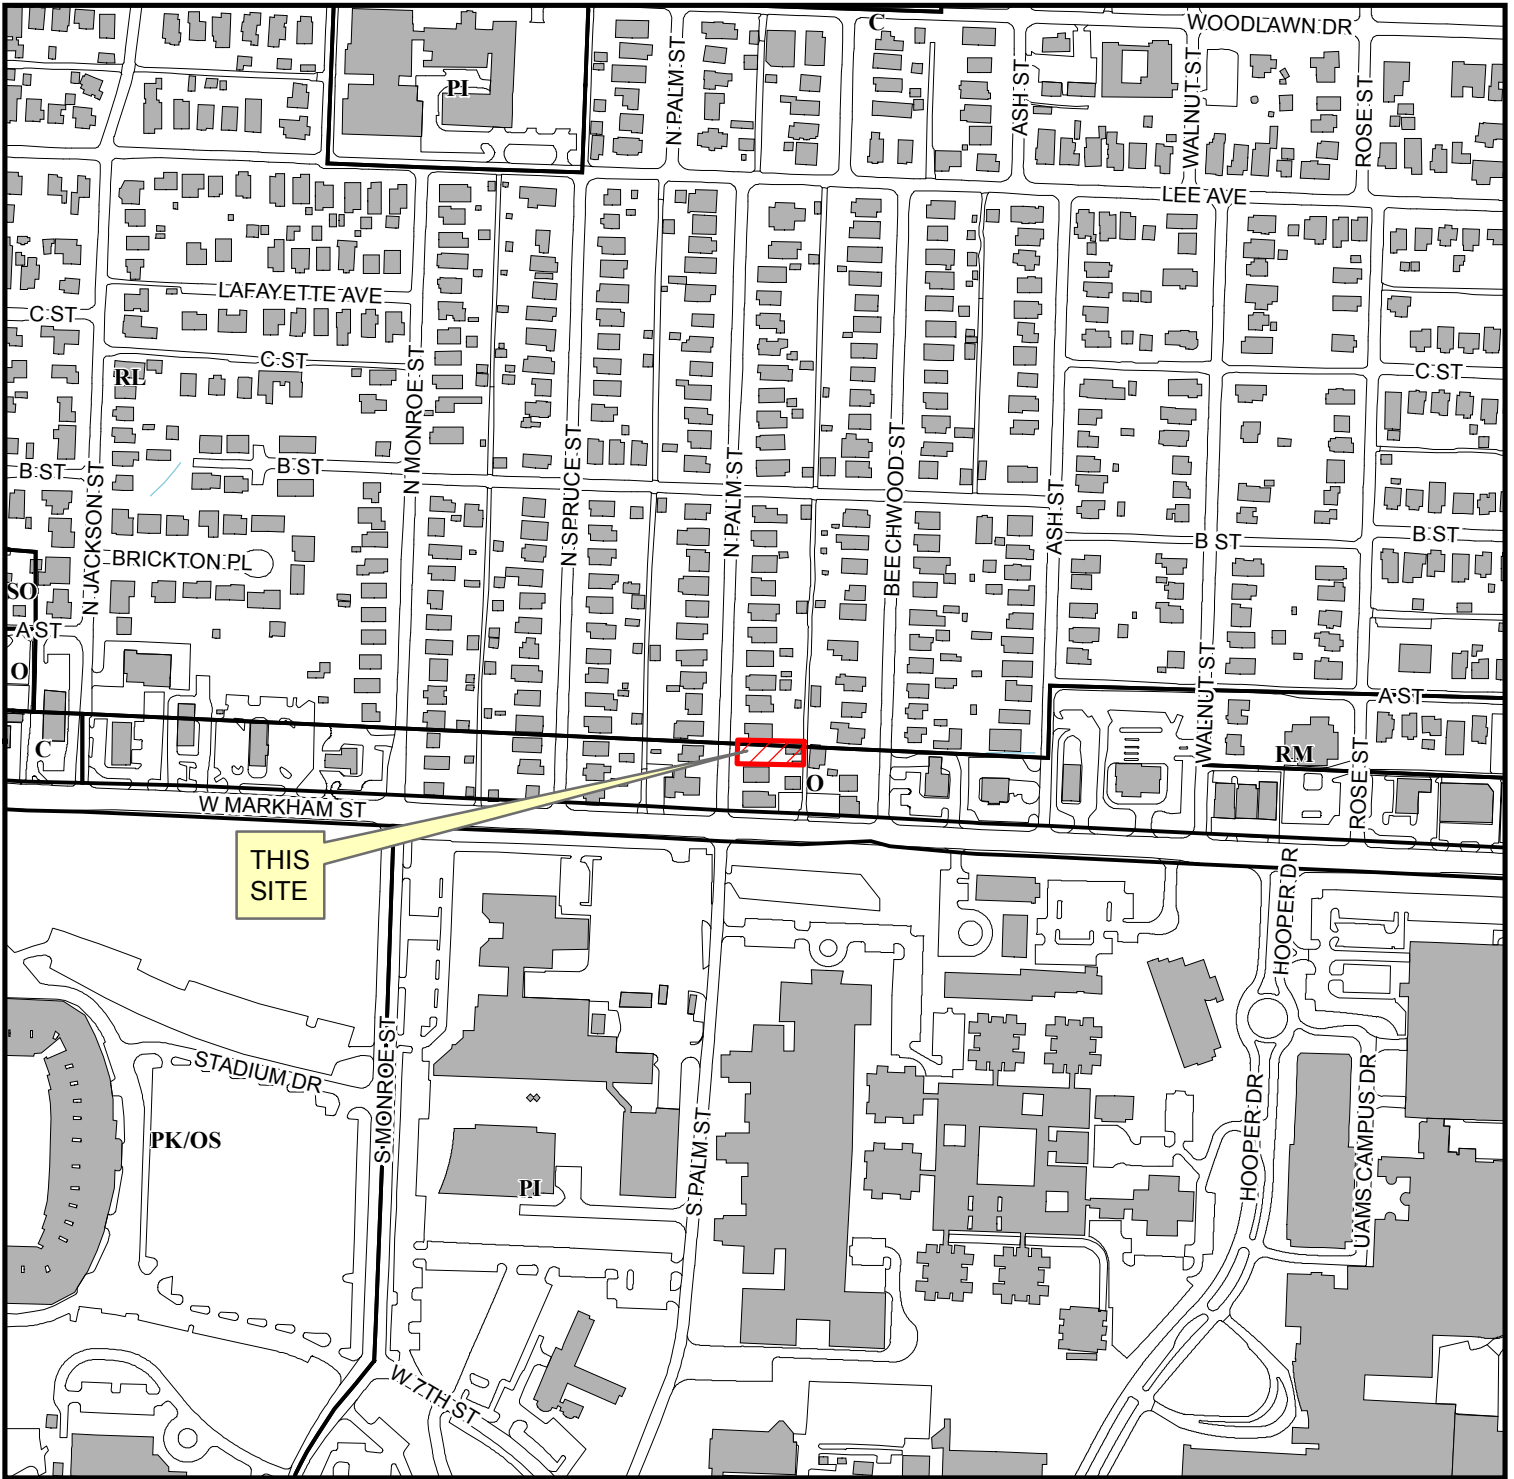 C
WOODLAWN DR
PI
N PALM ST
ASH ST
WALNUT ST
ROSE ST
LEE AVE
LAFAYETTE AVE
C ST
C ST
C ST
RL
N MONROE ST
B ST
B ST
N JACKSON ST
N SPRUCE ST
N PALM ST
BEECHWOOD ST
ASH ST
B ST
B ST
BRICKTON PL
SO
A ST
O
WALNUT ST
A ST
C
RM
ROSE ST
O
W MARKHAM ST
THIS
SITE
HOOPER DR
S MONROE ST
STADIUM DR
PK/OS
PI
S PALM ST
HOOPER DR
UAMS CAMPUS DR
W 7TH ST